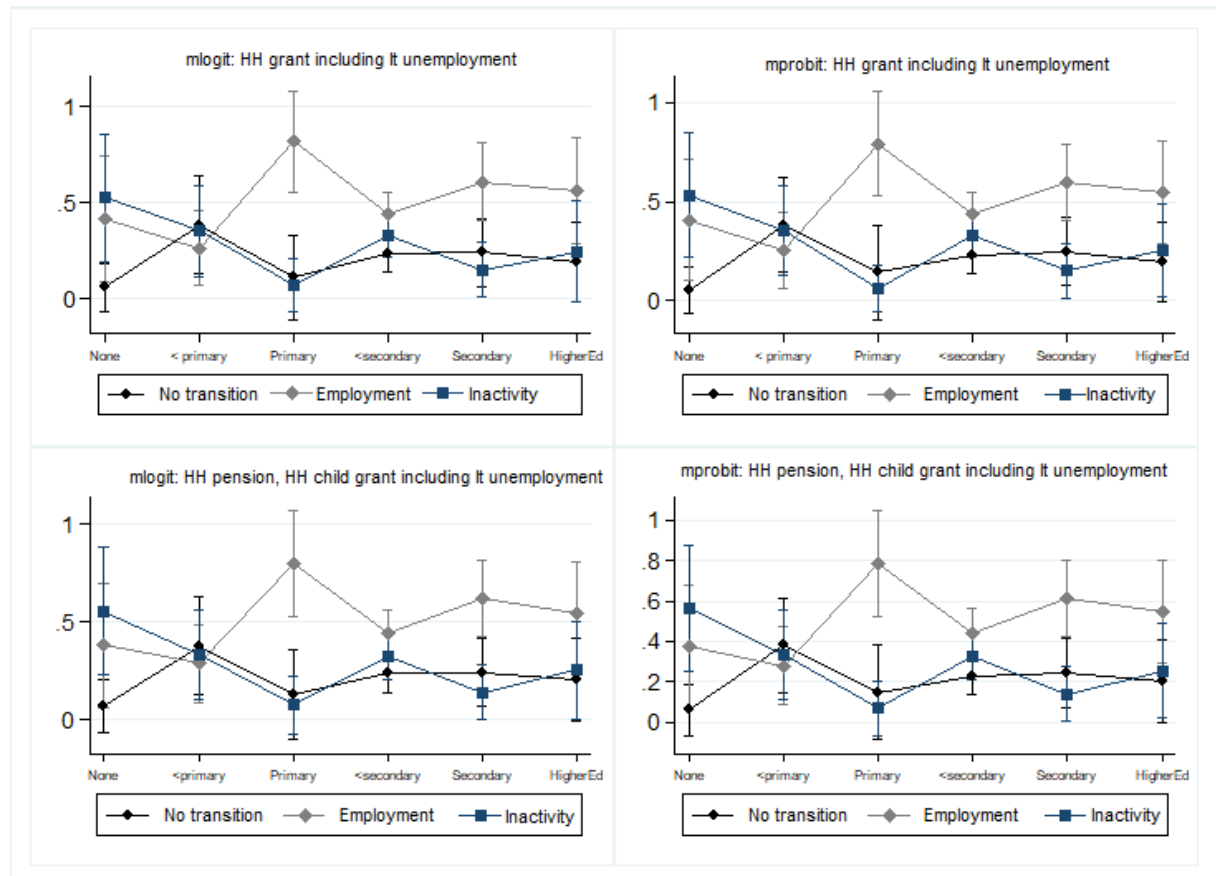 mlogit: HH grant including lt unemployment
1
.5
0
None < primary Primary <secondary Secondary HigherEd
No transition Employment Inactivity
mprobit: HH grant including lt unemployment
1
.5
0
None < primary Primary <secondary Secondary HigherEd
No transition Employment Inactivity
mlogit: HH pension, HH child grant including lt unemployment
1
.5
0
None <primary Primary <secondary Secondary HigherEd
No transition Employment Inactivity
mprobit: HH pension, HH child grant including lt unemployment
1
.8
.6
.4
.2
0
None <primary Primary <secondary Secondary HigherEd
No transition Employment Inactivity